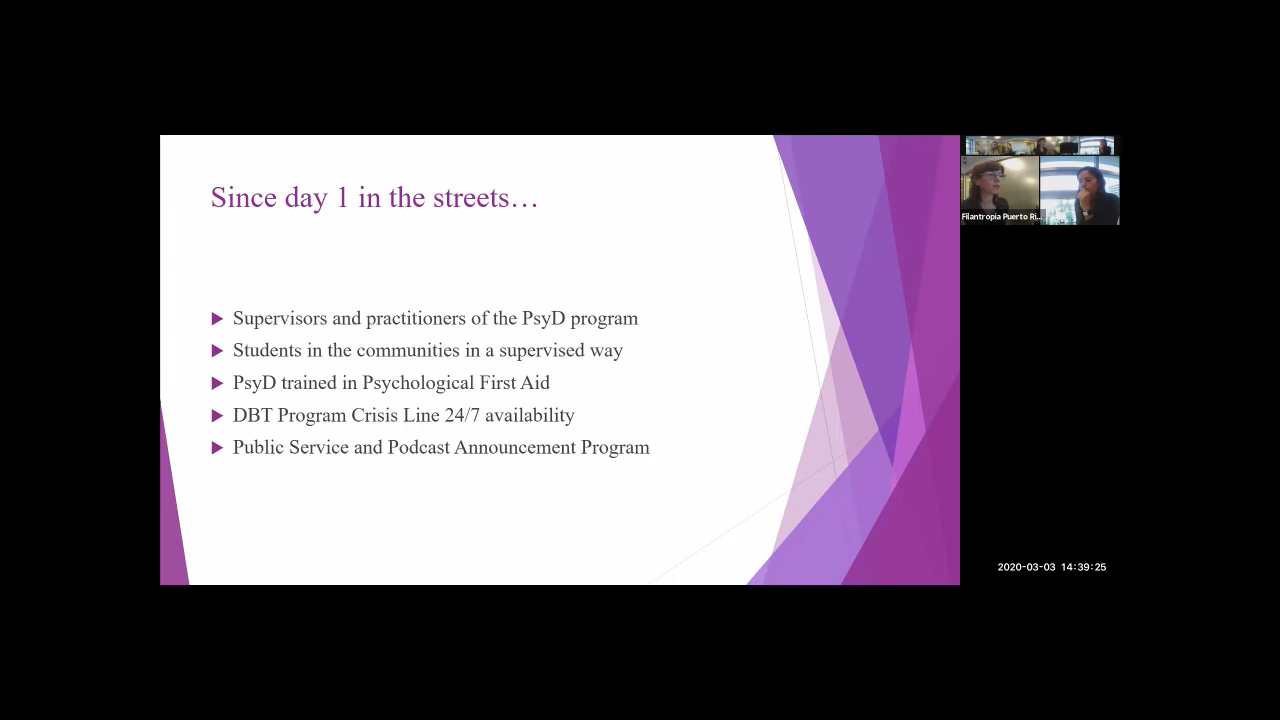 Since day 1 in the streets…
Supervisors and practitioners of the PsyD program
Students in the communities in a supervised way
PsyD trained in Psychological First Aid
DBT Program Crisis Line 24/7 availability
Public Service and Podcast Announcement Program
Filantropia Puerto Ri...
2020-03-03 14:39:25